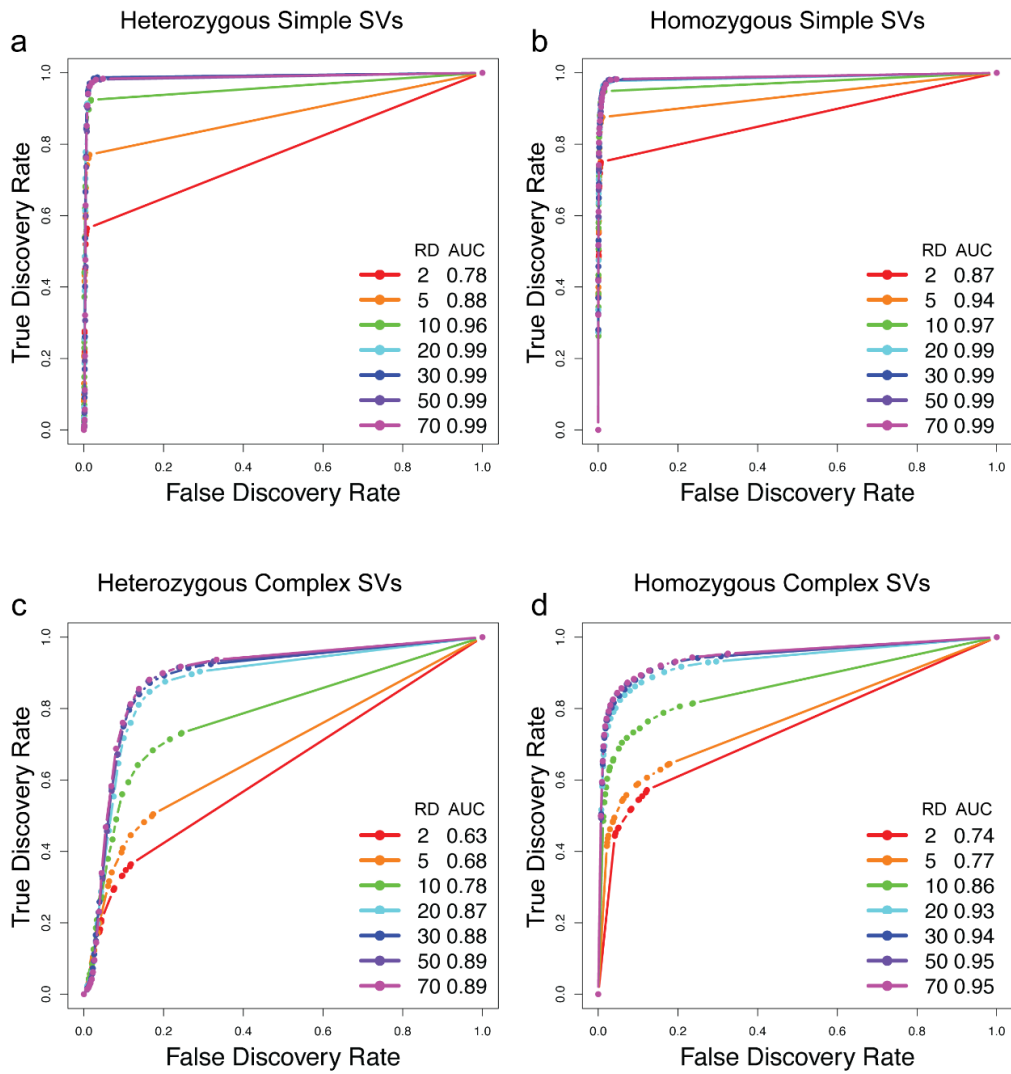 a
Heterozygous Simple SVs
True Discovery Rate
1.0
0.8
0.6
0.4
0.2
0.0
RD AUC
2 0.78
5 0.88
10 0.96
20 0.99
30 0.99
50 0.99
70 0.99
0.0 0.2 0.4 0.6 0.8 1.0
False Discovery Rate
b
Homozygous Simple SVs
True Discovery Rate
1.0
0.8
0.6
0.4
0.2
0.0
RD AUC
2 0.87
5 0.94
10 0.97
20 0.99
30 0.99
50 0.99
70 0.99
0.0 0.2 0.4 0.6 0.8 1.0
False Discovery Rate
c
Heterozygous Complex SVs
True Discovery Rate
1.0
0.8
0.6
0.4
0.2
0.0
RD AUC
2 0.63
5 0.68
10 0.78
20 0.87
30 0.88
50 0.89
70 0.89
0.0 0.2 0.4 0.6 0.8 1.0
False Discovery Rate
d
Homozygous Complex SVs
True Discovery Rate
1.0
0.8
0.6
0.4
0.2
0.0
RD AUC
2 0.74
5 0.77
10 0.86
20 0.93
30 0.94
50 0.95
70 0.95
0.0 0.2 0.4 0.6 0.8 1.0
False Discovery Rate